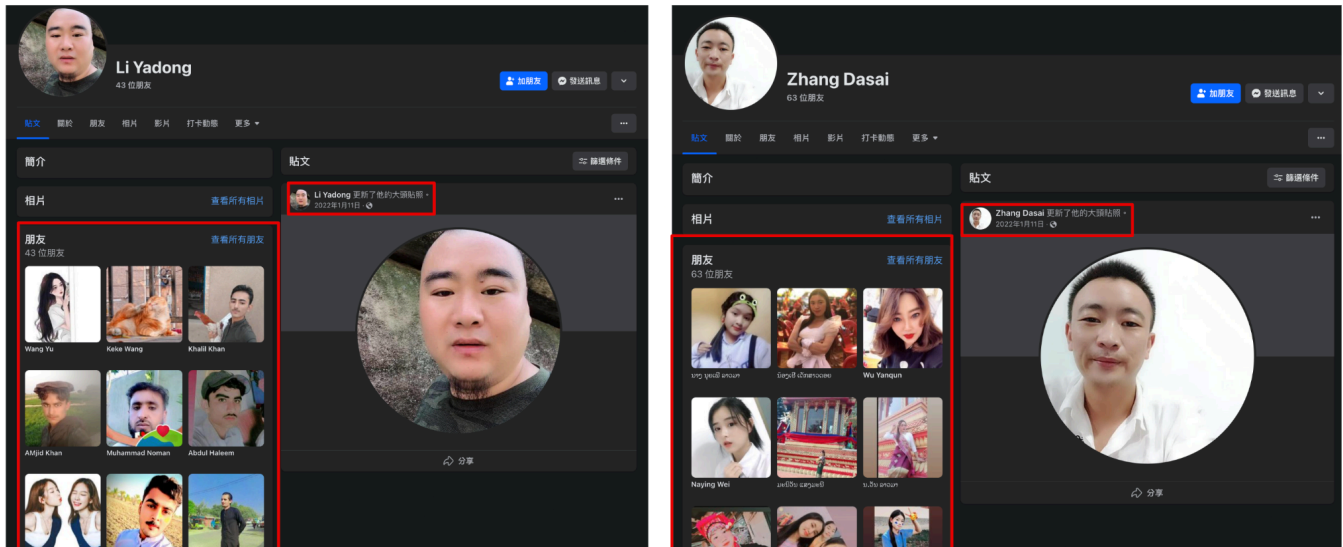 Li Yadong
43 位朋友
加朋友
發送訊息
貼文 關於 朋友 相片 影片 打卡動態 更多
簡介
相片
查看所有相片
朋友
查看所有朋友
43 位朋友
Wang Yu
Keke Wang
Khalil Khan
AMjid Khan
Muhammad Noman
Abdul Haleem
貼文
篩選條件
Li Yadong 更新了他的大頭貼照。
2022年1月11日 ·
分享
Zhang Dasai
63 位朋友
加朋友
發送訊息
貼文 關於 朋友 相片 影片 打卡動態 更多
簡介
相片
查看所有相片
朋友
查看所有朋友
63 位朋友
Wu Yanqun
Naying Wei
貼文
篩選條件
Zhang Dasai 更新了他的大頭貼照。
2022年1月11日 ·
分享